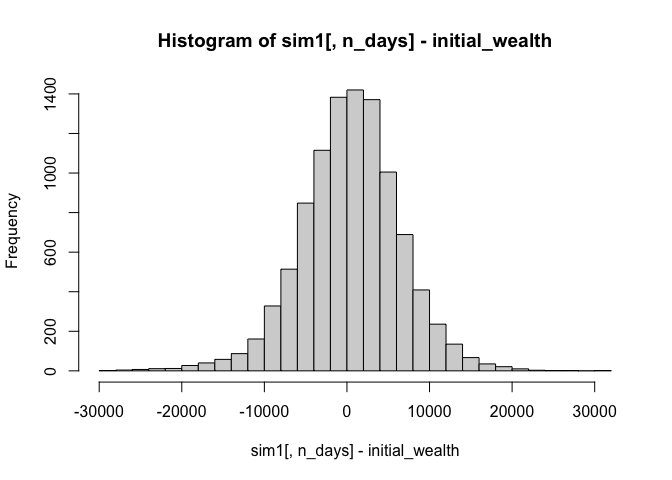 Histogram of sim1[, n_days] - initial_wealth
Frequency
1400
1000
600
200
0
-30000 -20000 -10000 0 10000 20000 30000
sim1[, n_days] - initial_wealth